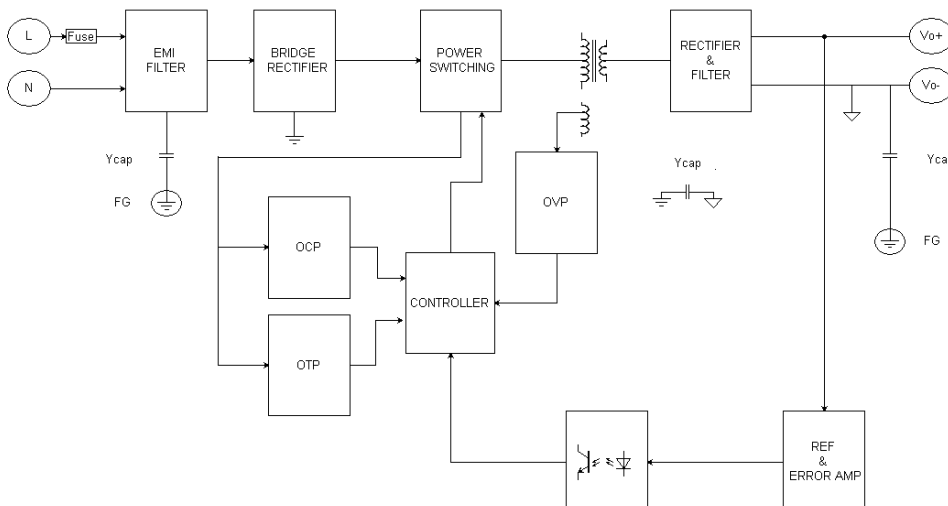 L
Fuse
N
EMI
FILTER
BRIDGE
RECTIFIER
POWER
SWITCHING
RECTIFIER
&
FILTER
Vo+
Vo-
Ycap
FG
Ycap
OVP
Yca
FG
OCP
CONTROLLER
OTP
REF
&
ERROR AMP